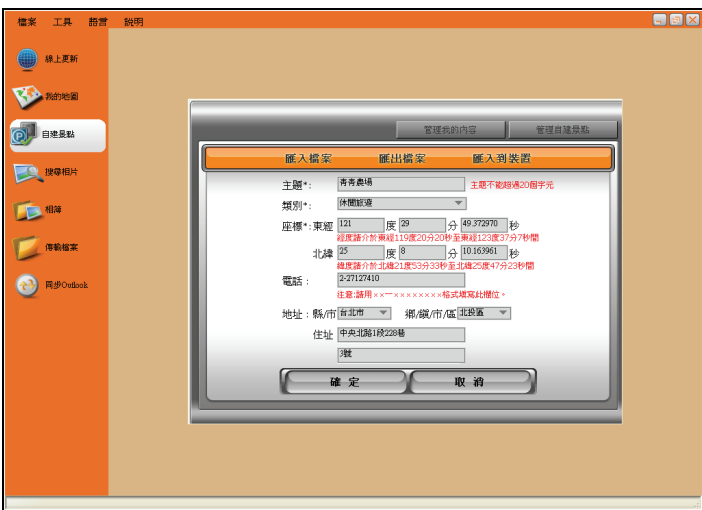 檔案 工具 語言 說明
線上更新
我的地圖
自建景點
搜尋相片
相簿
傳輸檔案
同步Outlook
管理我的內容 管理自建景點
匯入檔案 匯出檔案 匯入到裝置
主題*: 青青農場 主題不能超過20個字元
類別*: 休閒旅遊
座標*:東經 121 度 29 分 49.372970 秒
經度請介於東經119度20分20秒至東經123度37分7秒間
北緯 25 度 8 分 10.163961 秒
緯度請介於北緯21度53分33秒至北緯25度47分23秒間
電話: 2-27127410
注意:請用××一××××××××格式填寫此欄位。
地址:縣/市 台北市 鄉/鎮/市/區 北投區
住址 中央北路1段228巷
3號
確定 取消